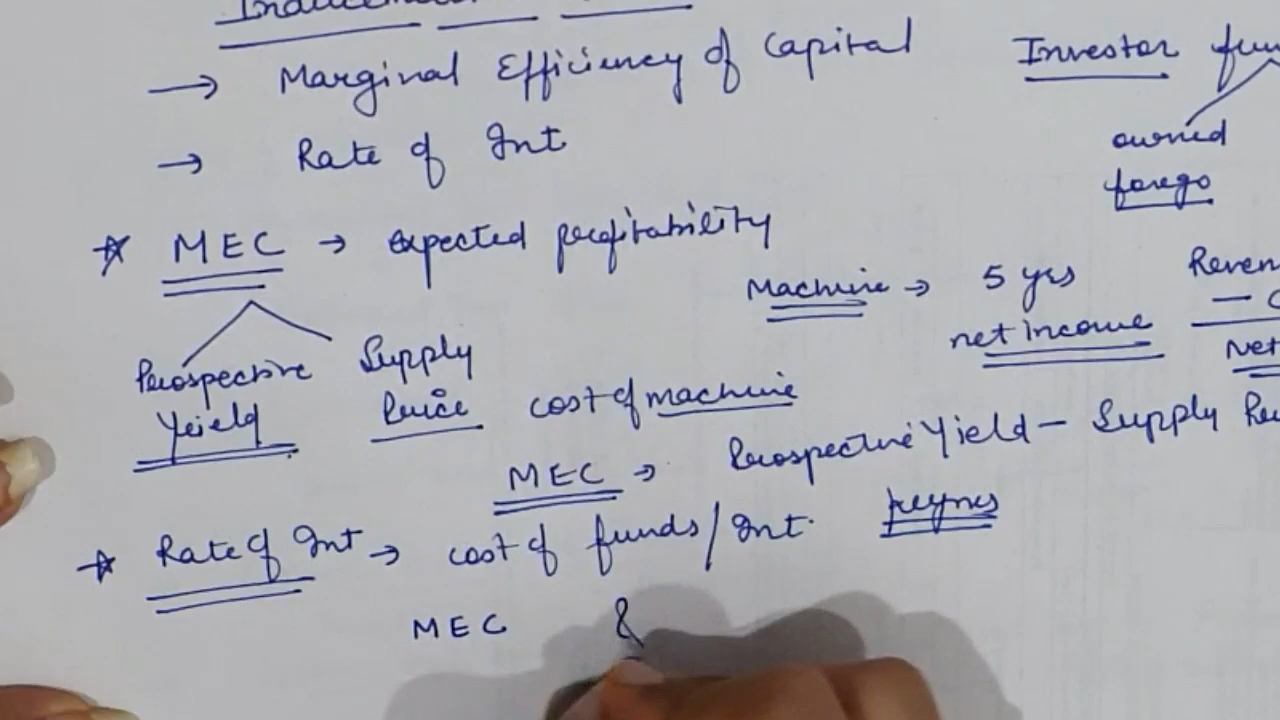 → Marginal Efficiency of Capital
Investor
→ Rate of Int
owned
forego
☆ MEC → expected profitability
Machine → 5 yrs
net income
Prospective Yield
Supply Price
cost of machine
MEC → Prospective Yield - Supply
☆ Rate of Int → cost of funds/Int.
Keynes
MEC &